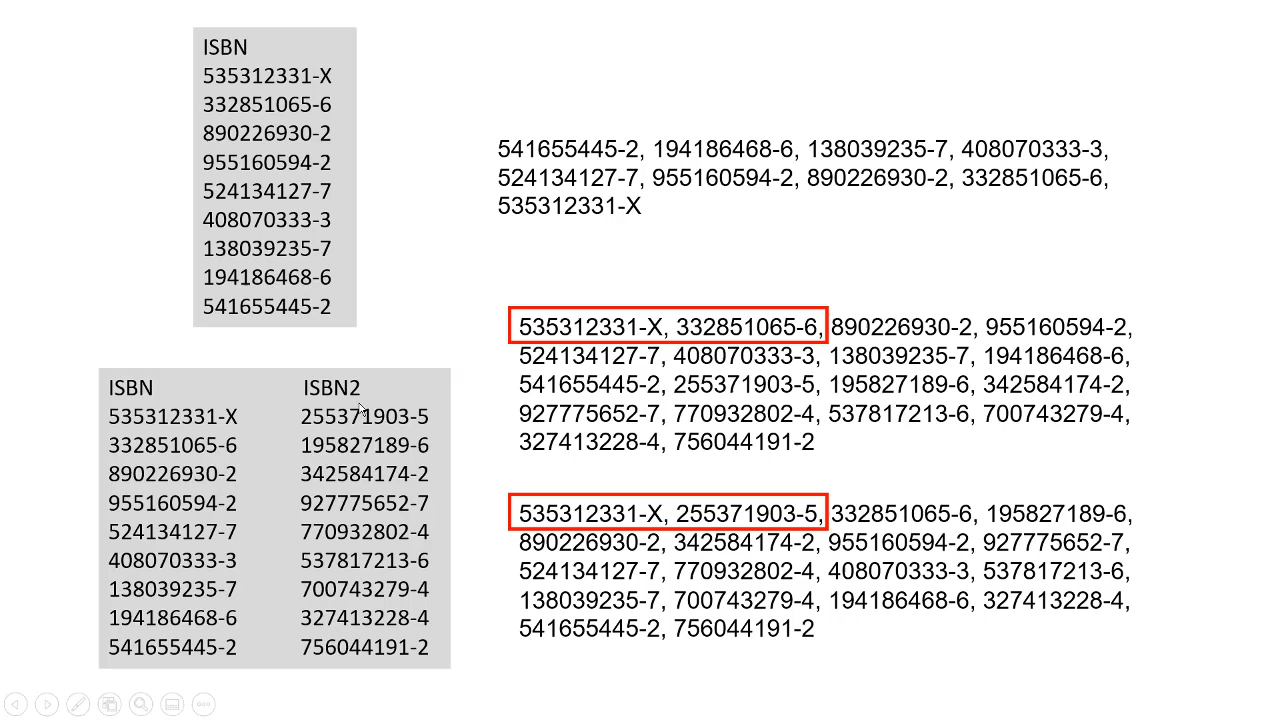 ISBN
535312331-X
332851065-6
890226930-2
955160594-2
524134127-7
408070333-3
138039235-7
194186468-6
541655445-2
541655445-2, 194186468-6, 138039235-7, 408070333-3,
524134127-7, 955160594-2, 890226930-2, 332851065-6,
535312331-X
ISBN ISBN2
535312331-X 255371903-5
332851065-6 195827189-6
890226930-2 342584174-2
955160594-2 927775652-7
524134127-7 770932802-4
408070333-3 537817213-6
138039235-7 700743279-4
194186468-6 327413228-4
541655445-2 756044191-2
535312331-X, 332851065-6, 890226930-2, 955160594-2,
524134127-7, 408070333-3, 138039235-7, 194186468-6,
541655445-2, 255371903-5, 195827189-6, 342584174-2,
927775652-7, 770932802-4, 537817213-6, 700743279-4,
327413228-4, 756044191-2
535312331-X, 255371903-5, 332851065-6, 195827189-6,
890226930-2, 342584174-2, 955160594-2, 927775652-7,
524134127-7, 770932802-4, 408070333-3, 537817213-6,
138039235-7, 700743279-4, 194186468-6, 327413228-4,
541655445-2, 756044191-2